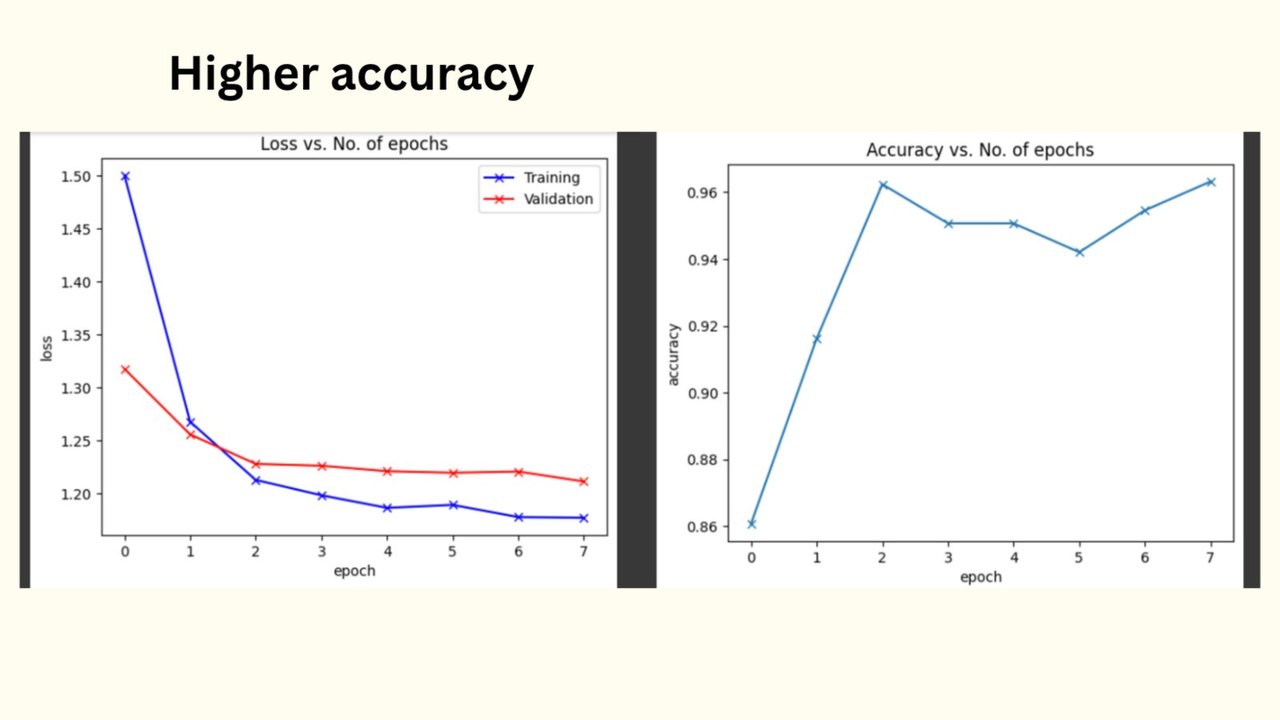 Higher accuracy
Loss vs. No. of epochs
Training
Validation
1.50
1.45
1.40
1.35
1.30
1.25
1.20
loss
0 1 2 3 4 5 6 7
epoch
Accuracy vs. No. of epochs
0.96
0.94
0.92
0.90
0.88
0.86
accuracy
0 1 2 3 4 5 6 7
epoch